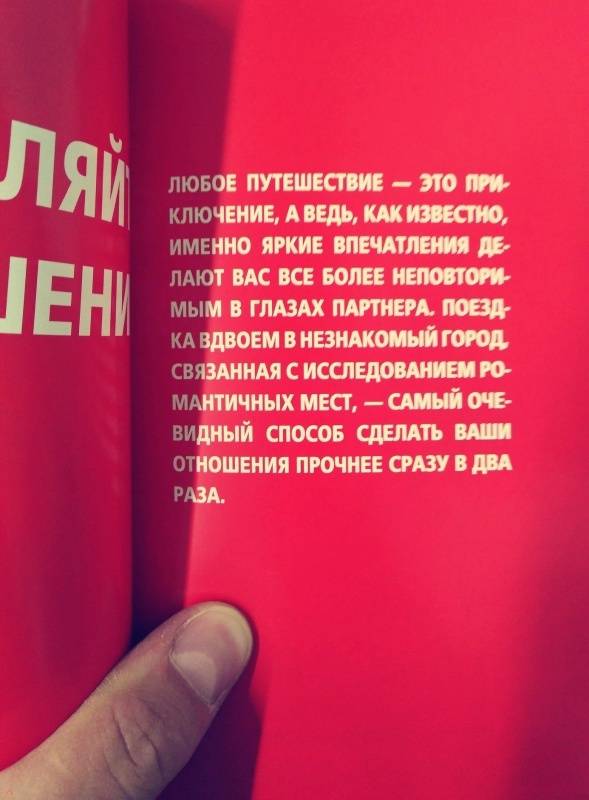 ЛЮБОЕ ПУТЕШЕСТВИЕ — ЭТО ПРИ-
КЛЮЧЕНИЕ, А ВЕДЬ, КАК ИЗВЕСТНО,
ИМЕННО ЯРКИЕ ВПЕЧАТЛЕНИЯ ДЕ-
ЛАЮТ ВАС ВСЕ БОЛЕЕ НЕПОВТОРИ-
МЫМ В ГЛАЗАХ ПАРТНЕРА. ПОЕЗД-
КА ВДВОЕМ В НЕЗНАКОМЫЙ ГОРОД,
СВЯЗАННАЯ С ИССЛЕДОВАНИЕМ РО-
МАНТИЧНЫХ МЕСТ, — САМЫЙ ОЧЕ-
ВИДНЫЙ СПОСОБ СДЕЛАТЬ ВАШИ
ОТНОШЕНИЯ ПРОЧНЕЕ СРАЗУ В ДВА
РАЗА.